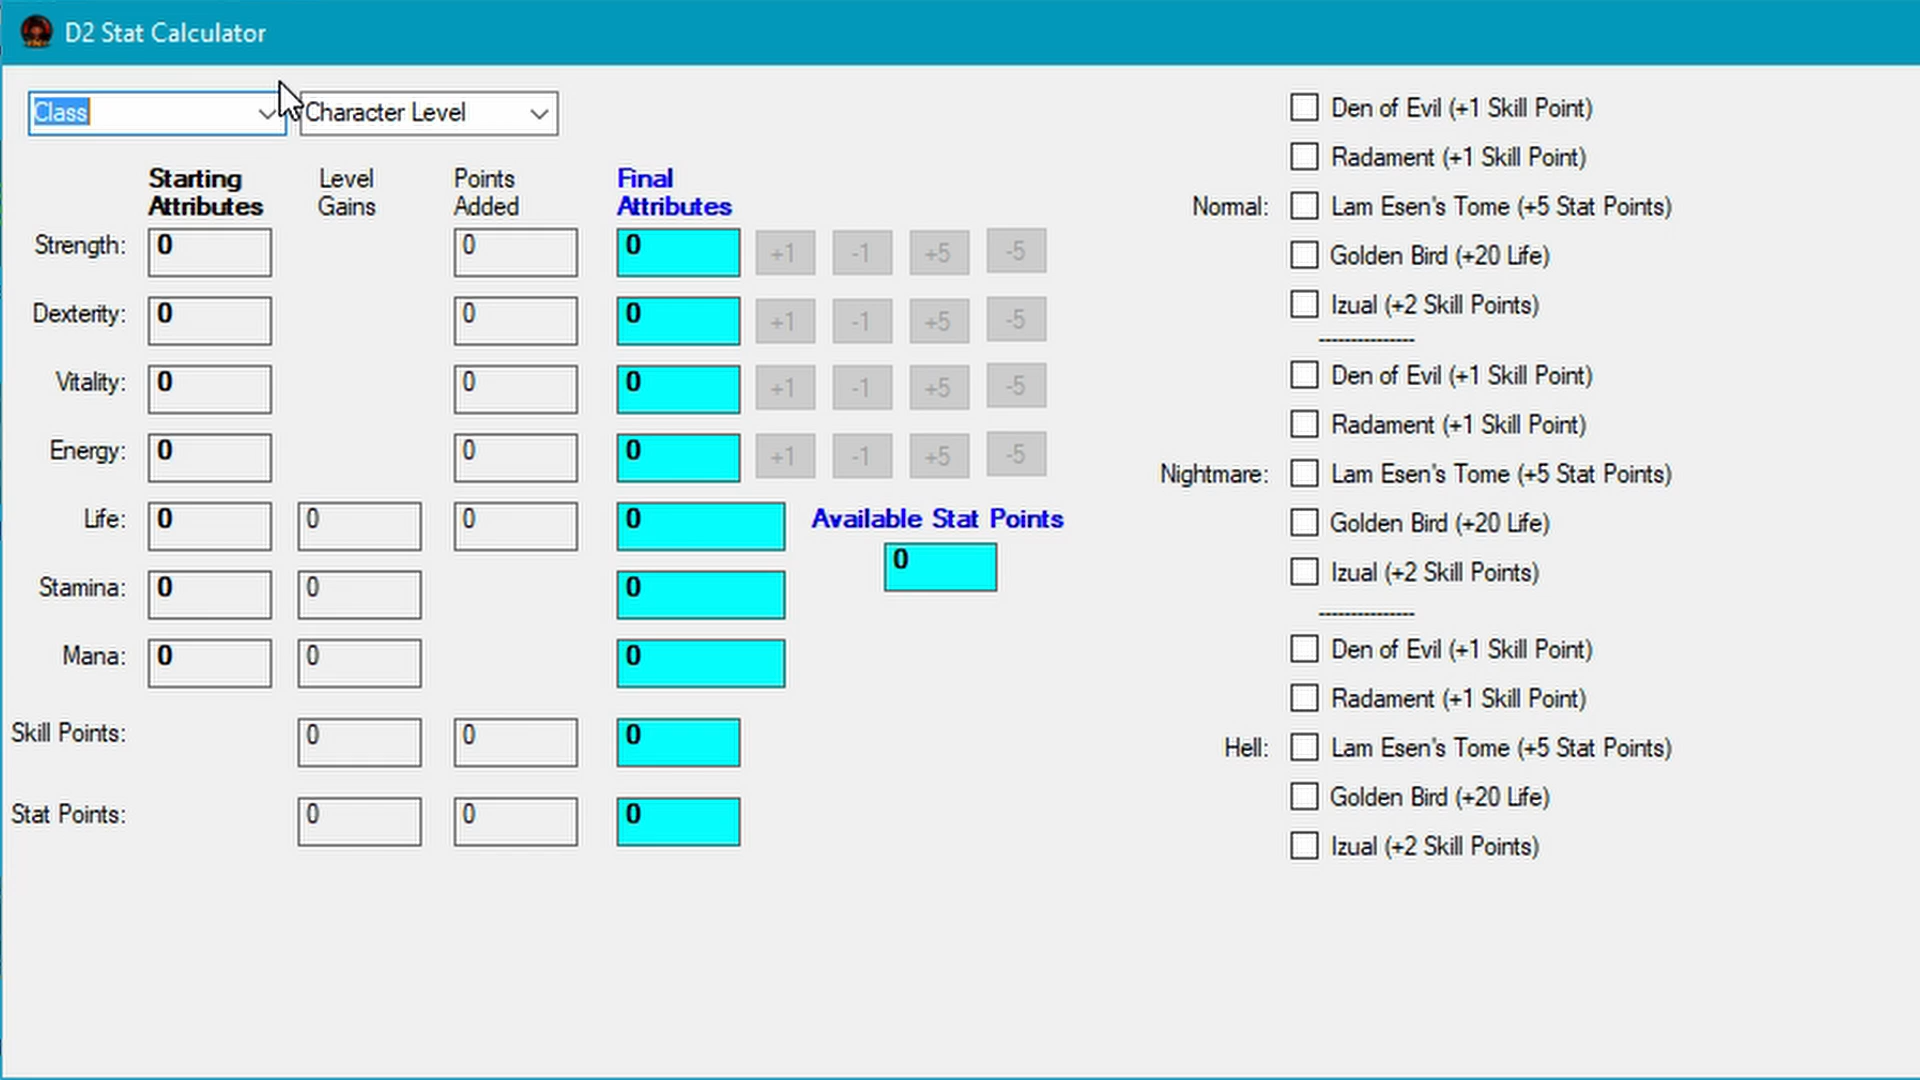 D2 Stat Calculator
Class
Character Level
Starting Attributes
Level Gains
Points Added
Final Attributes
Strength: 0 0 0 +1 -1 +5 -5
Dexterity: 0 0 0 +1 -1 +5 -5
Vitality: 0 0 0 +1 -1 +5 -5
Energy: 0 0 0 +1 -1 +5 -5
Life: 0 0 0 0
Available Stat Points
0
Stamina: 0 0 0
Mana: 0 0 0
Skill Points: 0 0 0
Stat Points: 0 0 0
Normal:
Den of Evil (+1 Skill Point)
Radament (+1 Skill Point)
Lam Esen's Tome (+5 Stat Points)
Golden Bird (+20 Life)
Izual (+2 Skill Points)
---------------
Nightmare:
Den of Evil (+1 Skill Point)
Radament (+1 Skill Point)
Lam Esen's Tome (+5 Stat Points)
Golden Bird (+20 Life)
Izual (+2 Skill Points)
---------------
Hell:
Den of Evil (+1 Skill Point)
Radament (+1 Skill Point)
Lam Esen's Tome (+5 Stat Points)
Golden Bird (+20 Life)
Izual (+2 Skill Points)